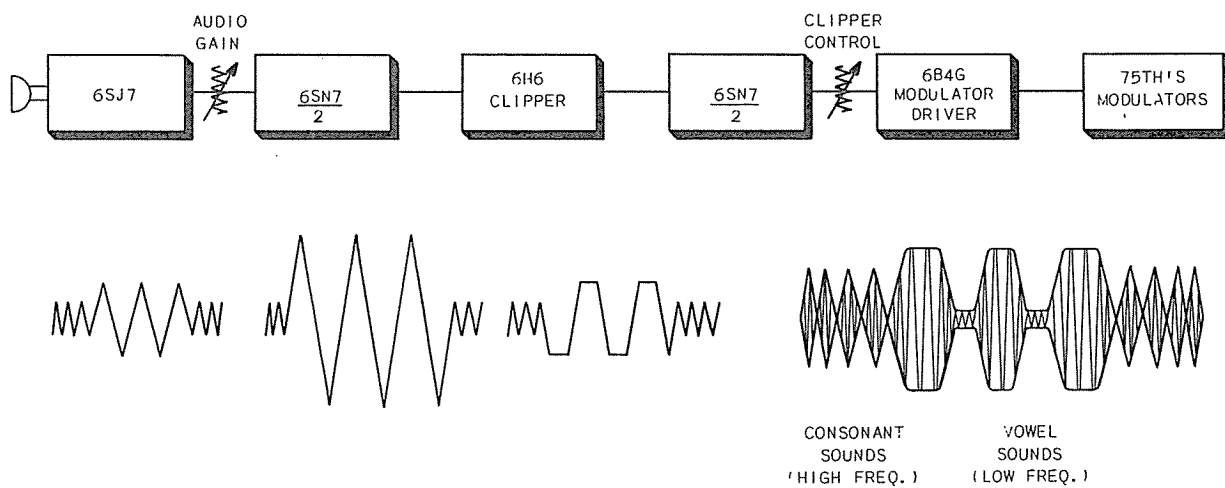 AUDIO
GAIN
CLIPPER
CONTROL
6SJ7
6SN7
2
6H6
CLIPPER
6SN7
2
6B4G
MODULATOR
DRIVER
75TH'S
MODULATORS
CONSONANT
SOUNDS
(HIGH FREQ.)
VOWEL
SOUNDS
(LOW FREQ.)